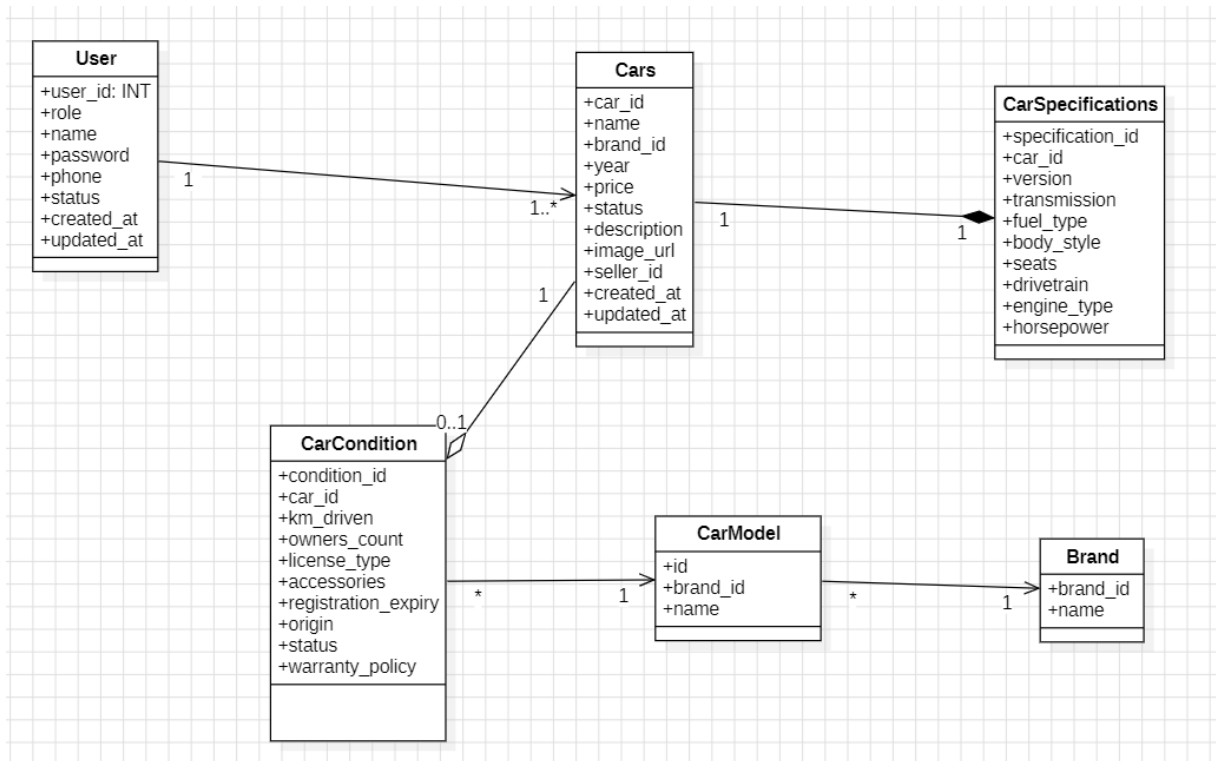 User
+user_id: INT
+role
+name
+password
+phone
+status
+created_at
+updated_at
1
1..*
Cars
+car_id
+name
+brand_id
+year
+price
+status
+description
+image_url
+seller_id
+created_at
+updated_at
1
1
CarSpecifications
+specification_id
+car_id
+version
+transmission
+fuel_type
+body_style
+seats
+drivetrain
+engine_type
+horsepower
1
0..1
CarCondition
+condition_id
+car_id
+km_driven
+owners_count
+license_type
+accessories
+registration_expiry
+origin
+status
+warranty_policy
*
1
CarModel
+id
+brand_id
+name
*
1
Brand
+brand_id
+name